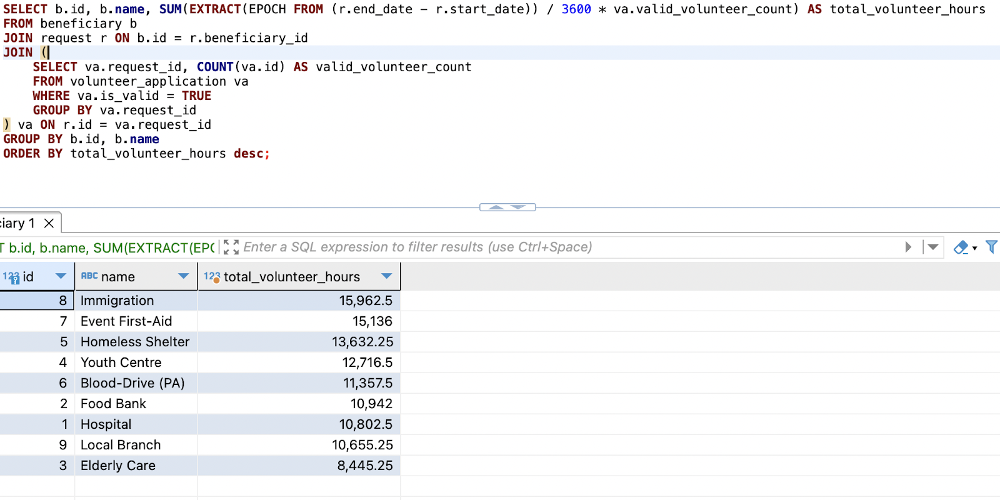 SELECT b.id, b.name, SUM(EXTRACT(EPOCH FROM (r.end_date - r.start_date)) / 3600 * va.valid_volunteer_count) AS total_volunteer_hours
FROM beneficiary b
JOIN request r ON b.id = r.beneficiary_id
JOIN (
    SELECT va.request_id, COUNT(va.id) AS valid_volunteer_count
    FROM volunteer_application va
    WHERE va.is_valid = TRUE
    GROUP BY va.request_id
) va ON r.id = va.request_id
GROUP BY b.id, b.name
ORDER BY total_volunteer_hours desc;
ciary 1
T b.id, b.name, SUM(EXTRACT(EPC Enter a SQL expression to filter results (use Ctrl+Space)
123 id ABC name 123 total_volunteer_hours
8 Immigration 15,962.5
7 Event First-Aid 15,136
5 Homeless Shelter 13,632.25
4 Youth Centre 12,716.5
6 Blood-Drive (PA) 11,357.5
2 Food Bank 10,942
1 Hospital 10,802.5
9 Local Branch 10,655.25
3 Elderly Care 8,445.25